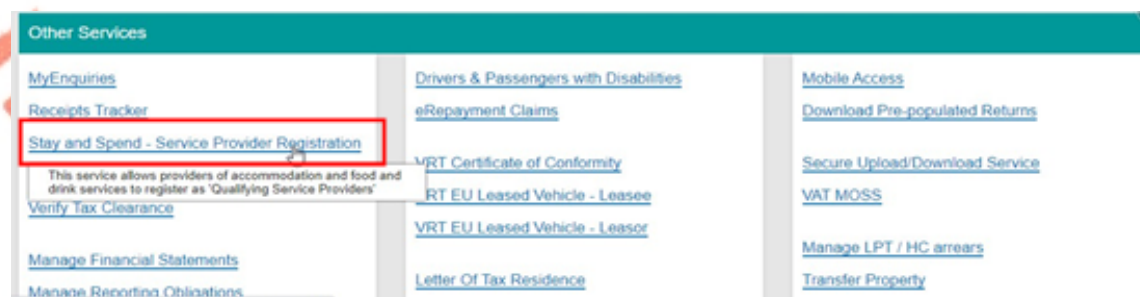 Other Services
MyEnquiries
Receipts Tracker
Stay and Spend - Service Provider Registration
This service allows providers of accommodation and food and
drink services to register as 'Qualifying Service Providers'
Verify Tax Clearance
Manage Financial Statements
Manage Reporting Obligations
Drivers & Passengers with Disabilities
eRepayment Claims
VRT Certificate of Conformity
RT EU Leased Vehicle - Leasee
VRT EU Leased Vehicle - Leasor
Letter Of Tax Residence
Mobile Access
Download Pre-populated Returns
Secure Upload/Download Service
VAT MOSS
Manage LPT / HC arrears
Transfer Property